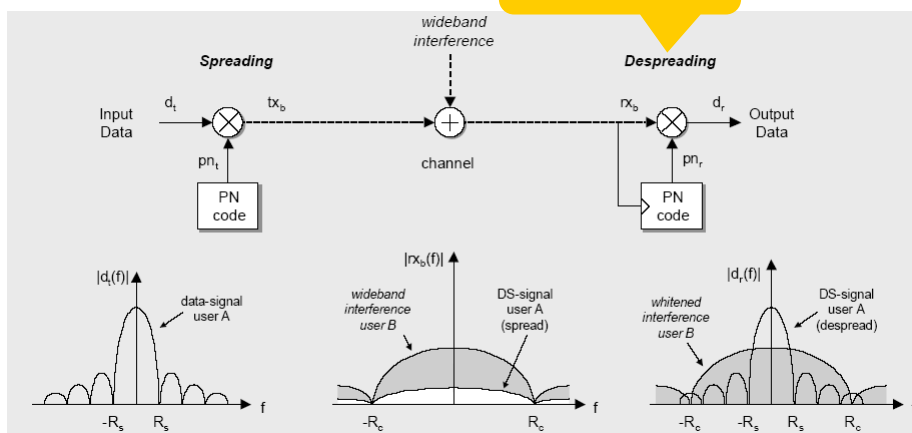 wideband
interference
Spreading
Despreading
d_t
tx_b
rx_b
d_r
Input
Data
Output
Data
pn_t
channel
pn_r
PN
code
PN
code
|d_t(f)|
|rx_b(f)|
|d_r(f)|
data-signal
user A
wideband
interference
user B
DS-signal
user A
(spread)
whitened
interference
user B
DS-signal
user A
(despread)
f
f
-R_s
R_s
-R_c
R_c
-R_c
-R_s
R_s
R_c